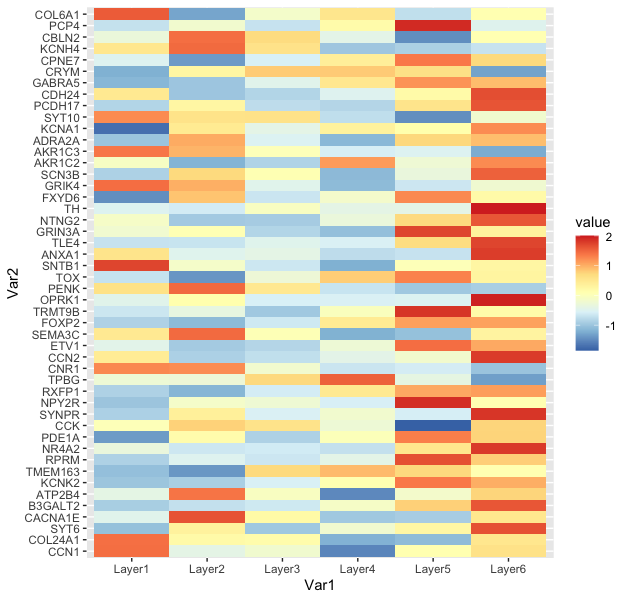 COL6A1
PCP4
CBLN2
KCNH4
CPNE7
CRYM
GABRA5
CDH24
PCDH17
SYT10
KCNA1
ADRA2A
AKR1C3
AKR1C2
SCN3B
GRIK4
FXYD6
TH
NTNG2
GRIN3A
TLE4
ANXA1
SNTB1
TOX
PENK
OPRK1
TRMT9B
FOXP2
SEMA3C
ETV1
CCN2
CNR1
TPBG
RXFP1
NPY2R
SYNPR
CCK
PDE1A
NR4A2
RPRM
TMEM163
KCNK2
ATP2B4
B3GALT2
CACNA1E
SYT6
COL24A1
CCN1
Var2
Layer1 Layer2 Layer3 Layer4 Layer5 Layer6
Var1
value
2
1
0
-1